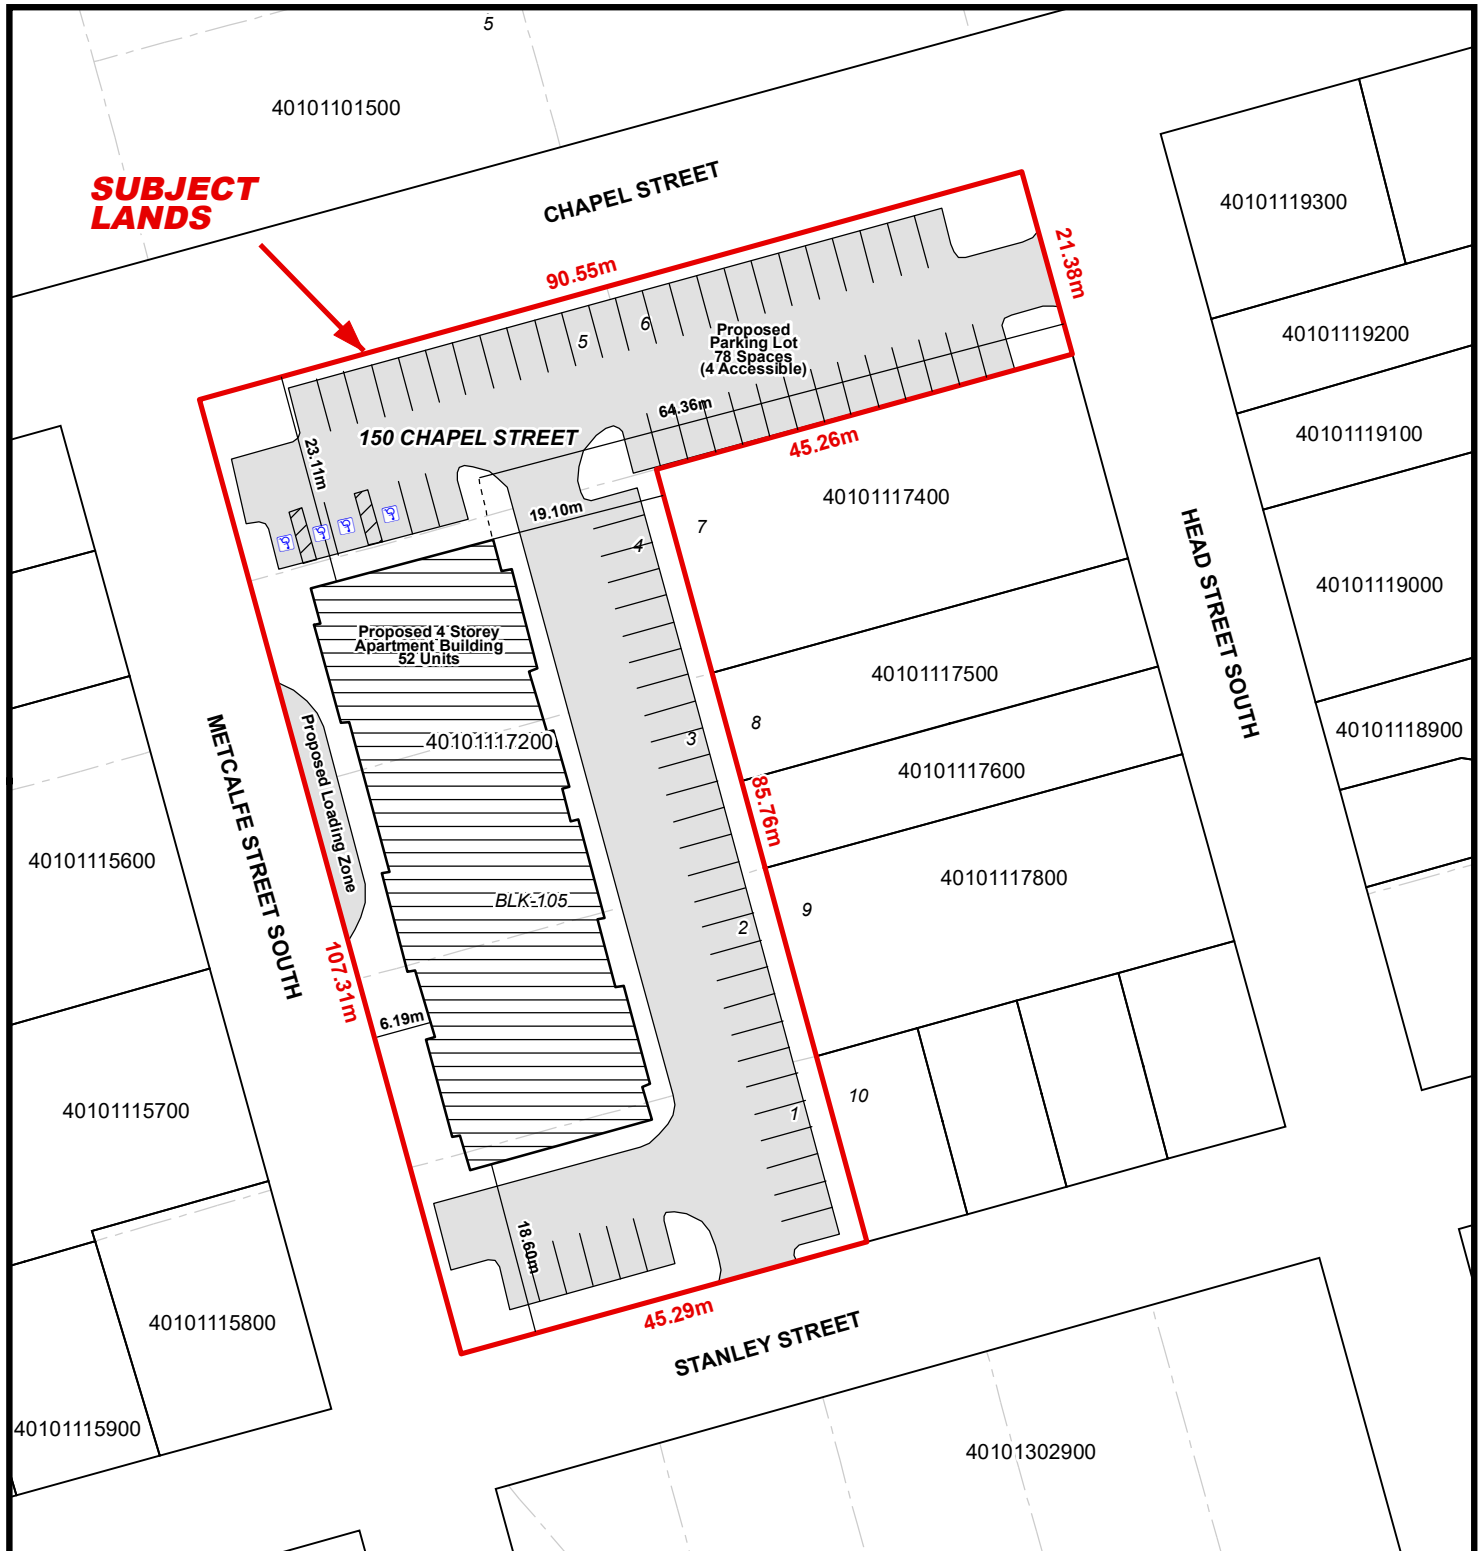 5
40101101500
SUBJECT
LANDS
CHAPEL STREET
40101119300
90.55m
21.38m
6
5
Proposed
Parking Lot
78 Spaces
(4 Accessible)
40101119200
64.36m
150 CHAPEL STREET
23.11m
45.26m
40101119100
40101117400
19.10m
7
4
HEAD STREET SOUTH
40101119000
Proposed 4 Storey
Apartment Building
52 Units
40101117500
METCALFE STREET SOUTH
Proposed Loading Zone
40101117200
3
8
40101118900
40101117600
85.76m
40101115600
40101117800
BLK-105
9
2
107.31m
6.19m
40101115700
10
1
18.60m
45.29m
40101115800
STANLEY STREET
40101115900
40101302900